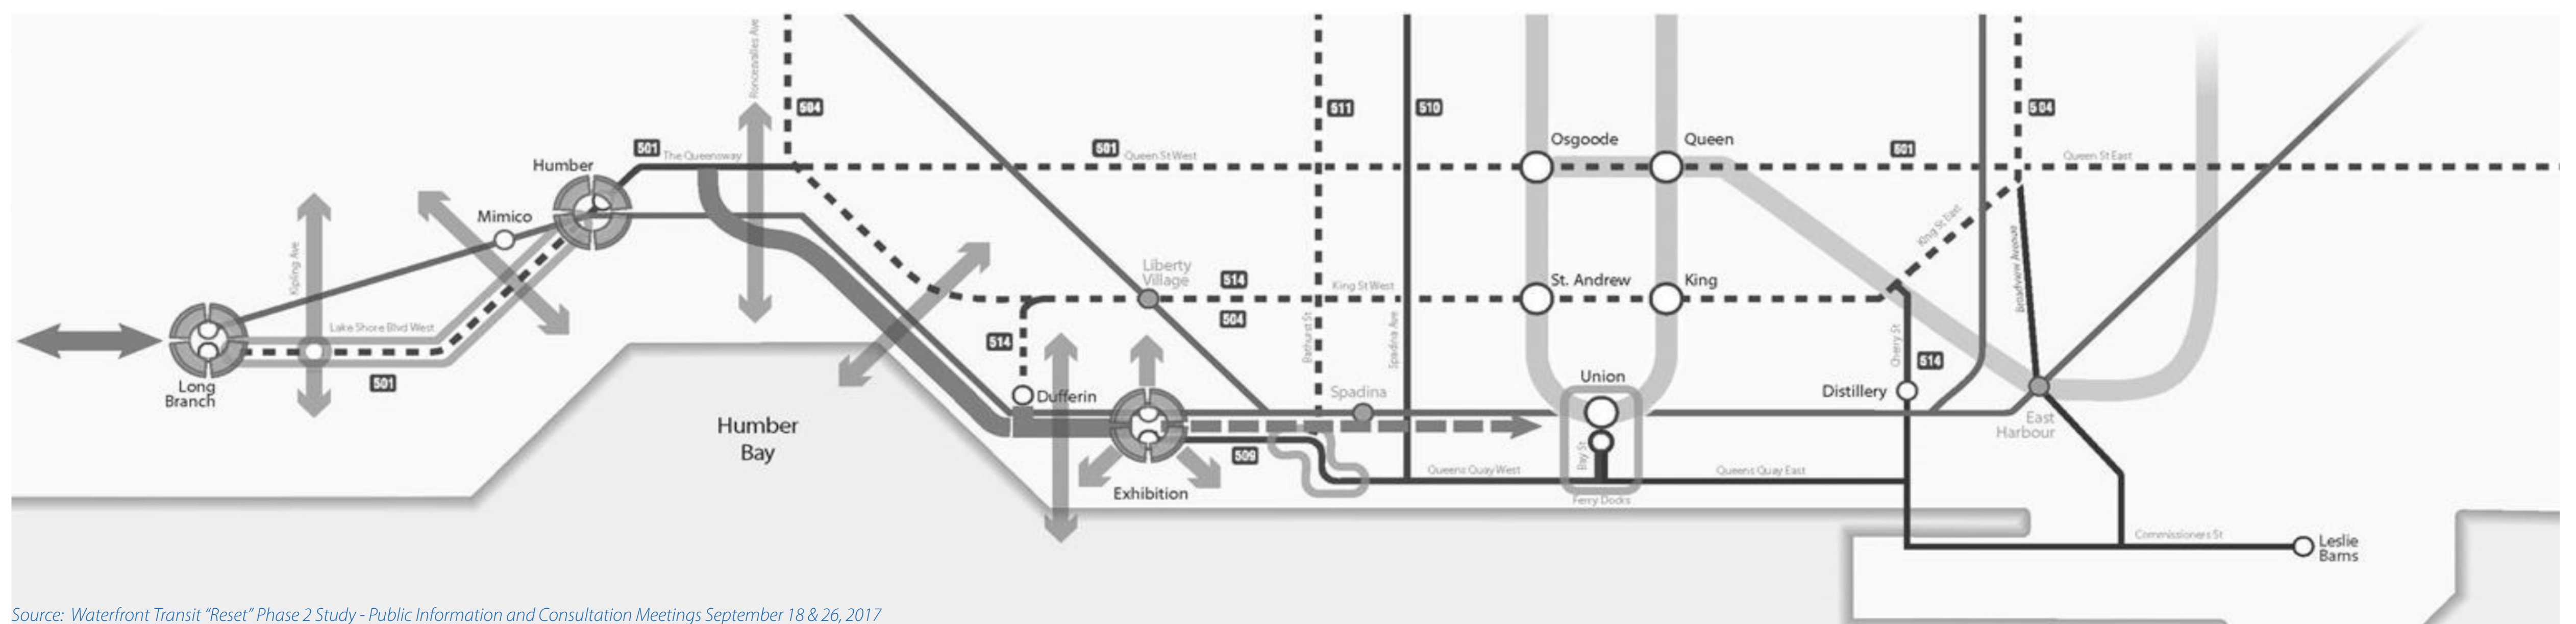 Roncesvalles Ave
504
511
510
504
Osgoode
Queen
501
The Queensway
501
Queen St West
501
Queen St East
Humber
Mimico
Kipling Ave
King St East
Broadview Avenue
Liberty
Village
514
King St West
504
St. Andrew
King
Lake Shore Blvd West
501
Long
Branch
514
Bathurst St
Spadina Ave
Cherry St
514
Dufferin
Spadina
Union
Distillery
East
Harbour
Humber
Bay
509
Bay St
Queens Quay West
Queens Quay East
Exhibition
Ferry Docks
Commissioners St
Leslie
Barns
Source: Waterfront Transit “Reset” Phase 2 Study - Public Information and Consultation Meetings September 18 & 26, 2017